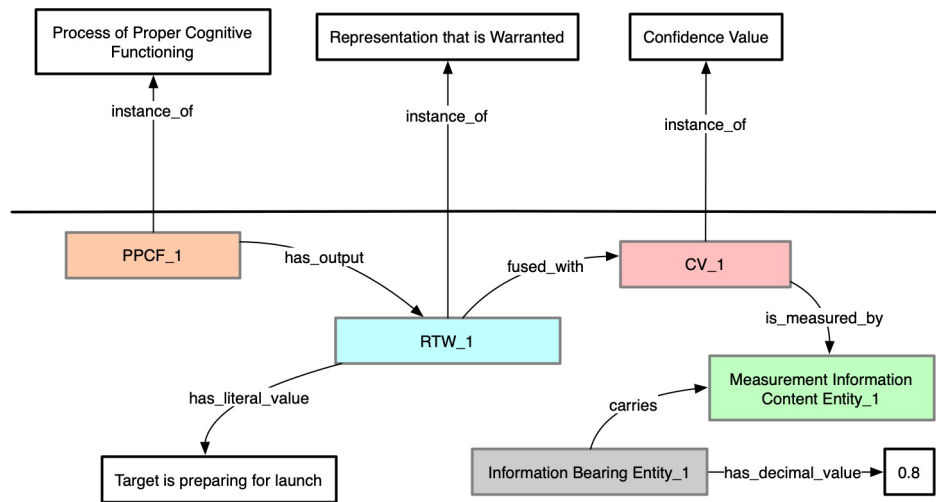 Process of Proper Cognitive
Functioning
Representation that is Warranted
Confidence Value
instance_of
instance_of
instance_of
PPCF_1
has_output
fused_with
CV_1
is_measured_by
RTW_1
has_literal_value
Measurement Information
Content Entity_1
carries
Target is preparing for launch
Information Bearing Entity_1
has_decimal_value
0.8